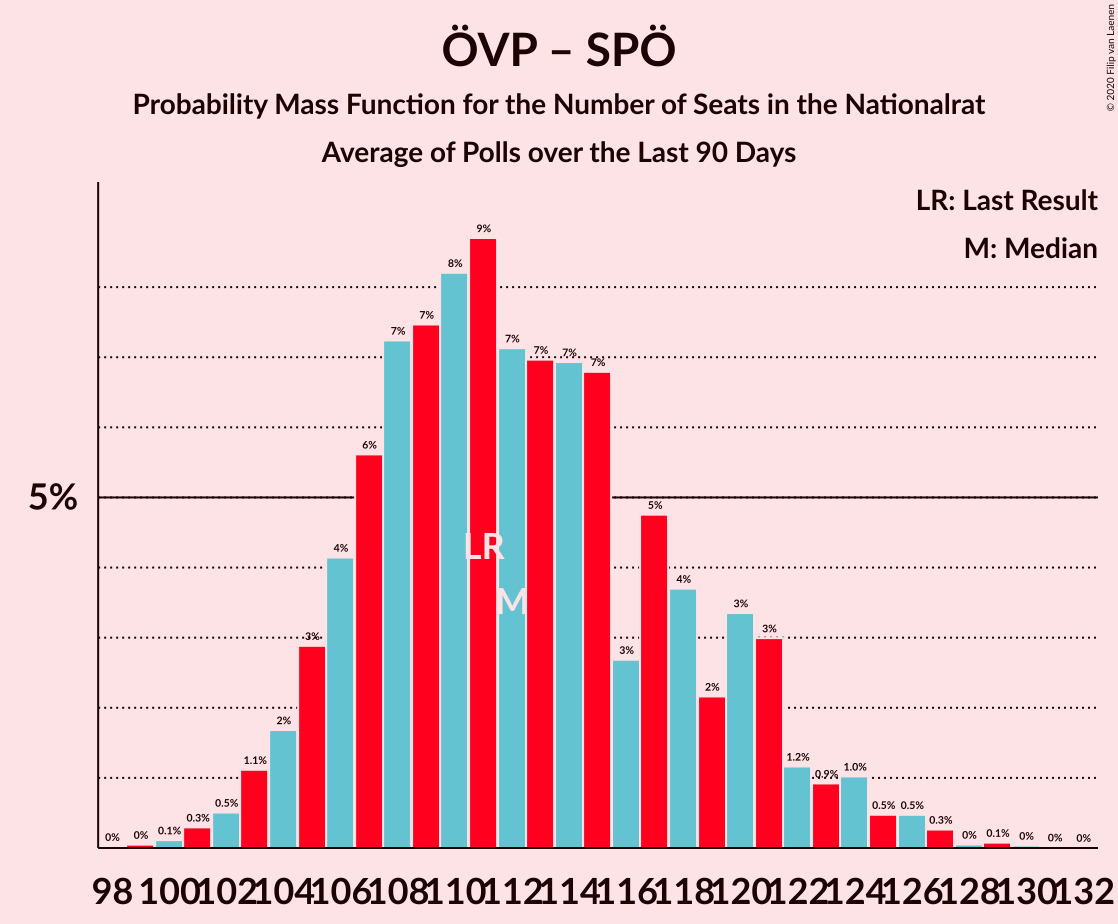 ÖVP – SPÖ
Probability Mass Function for the Number of Seats in the Nationalrat
Average of Polls over the Last 90 Days
© 2020 Filip van Laenen
LR: Last Result
M: Median
5%
0% 0% 0.1% 0.3% 0.5% 1.1% 2% 3% 4% 6% 7% 7% 8% 9% 7% 7% 7% 7% 3% 5% 4% 2% 3% 3% 1.2% 0.9% 1.0% 0.5% 0.5% 0.3% 0% 0.1% 0% 0% 0%
LR
M
98 100 102 104 106 108 110 112 114 116 118 120 122 124 126 128 130 132